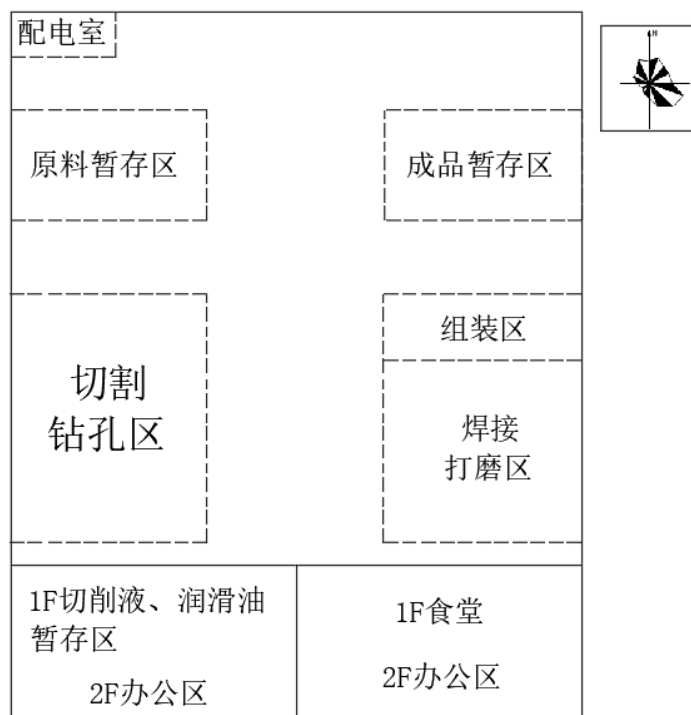 配电室
N
原料暂存区
成品暂存区
组装区
切割
钻孔区
焊接
打磨区
1F切削液、润滑油
暂存区
2F办公区
1F食堂
2F办公区